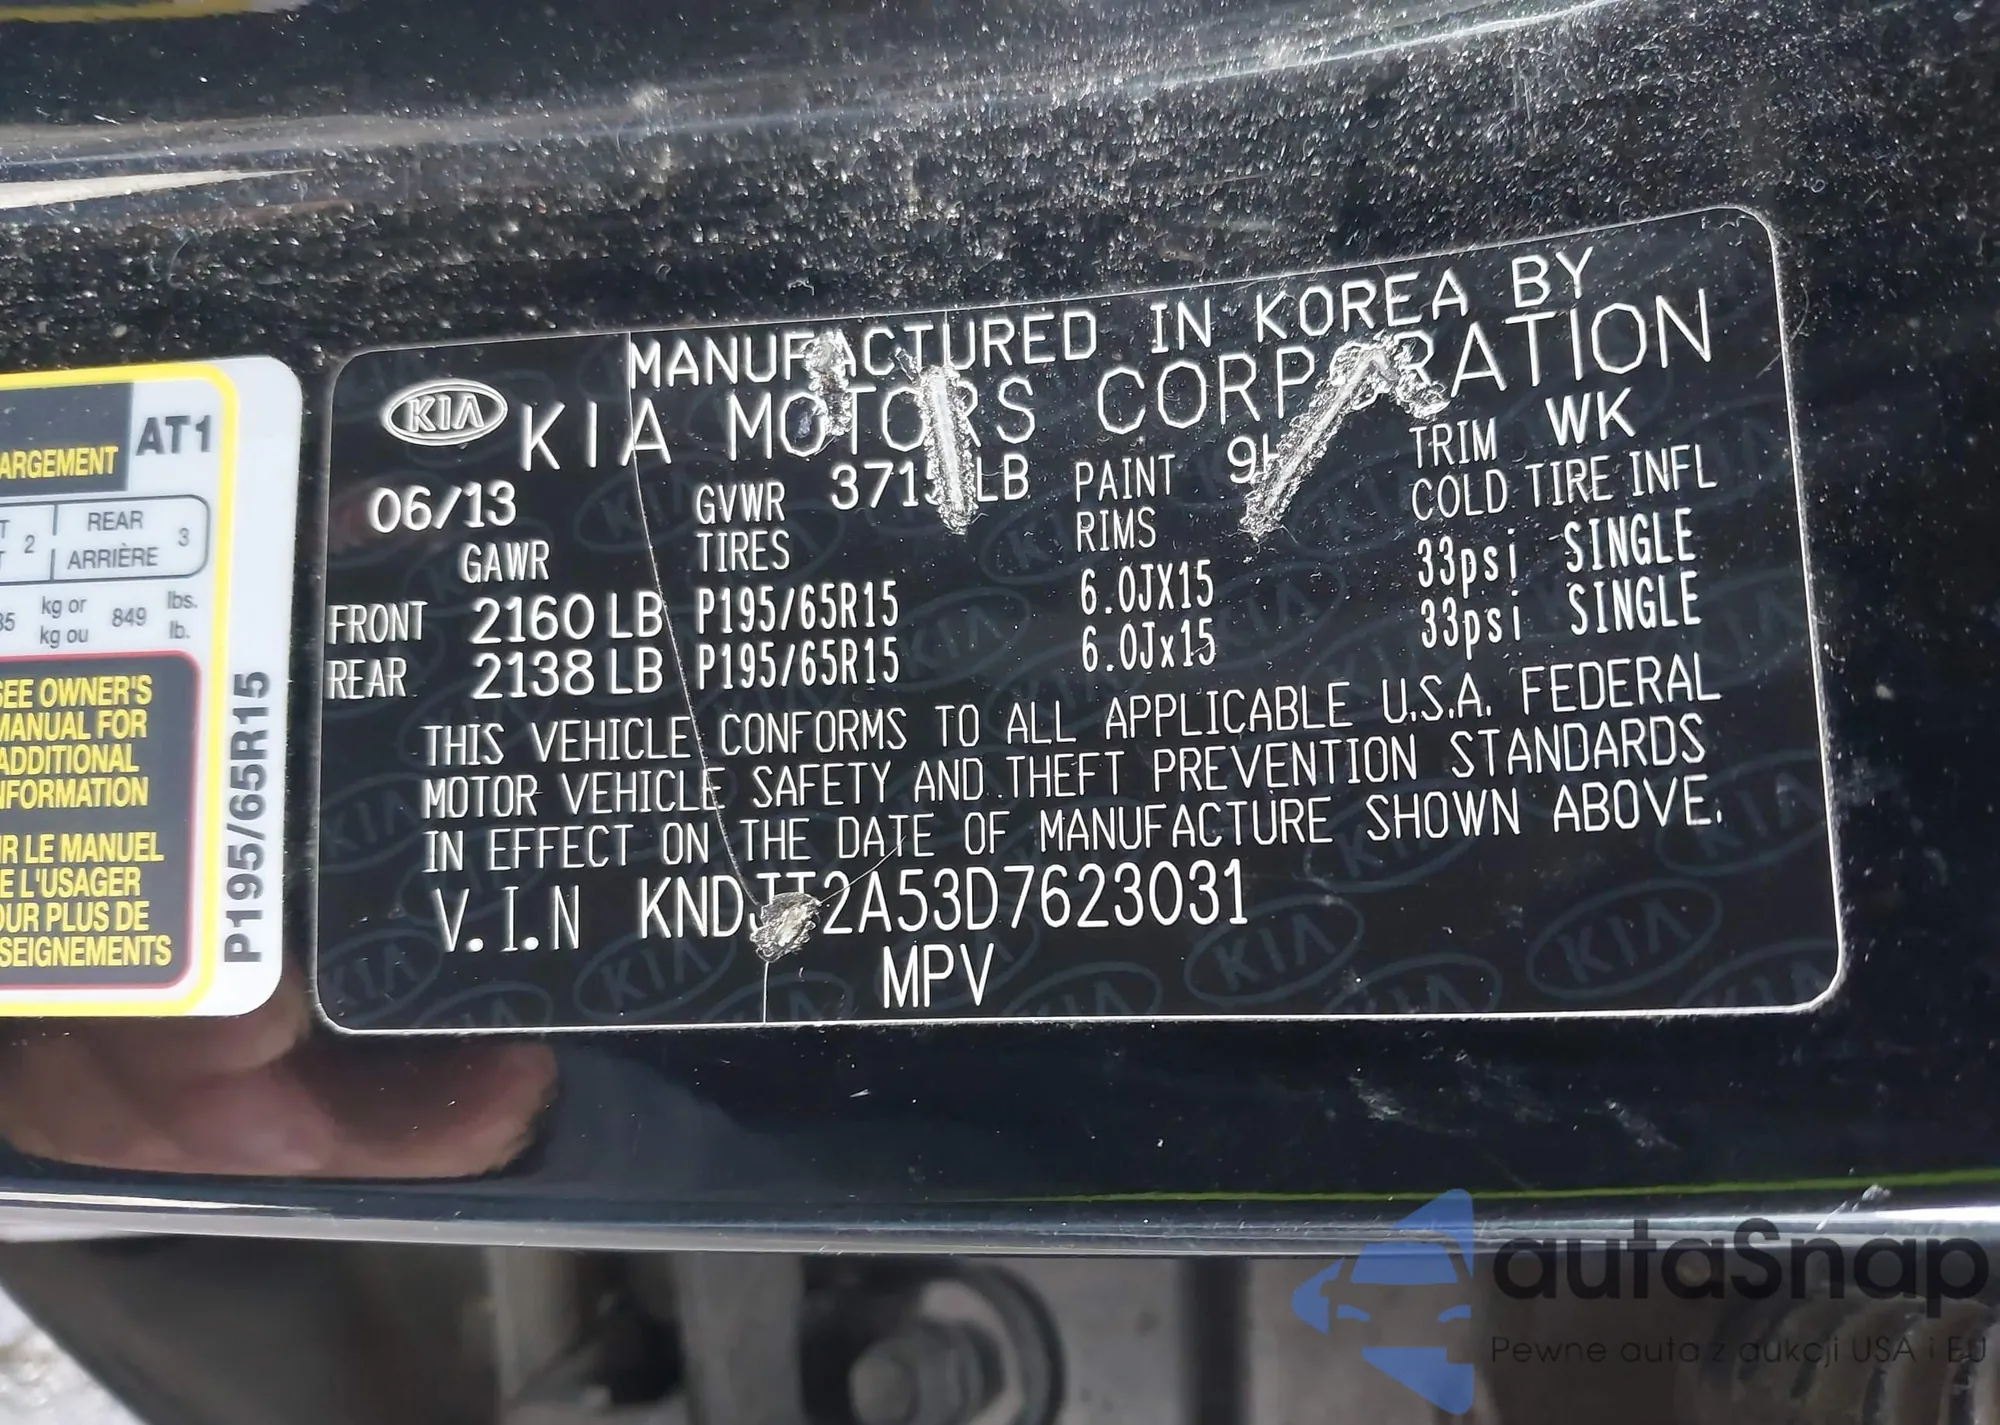 AT1
ARGEMENT
REAR
2
ARRIÈRE
3
kg or
kg ou
849
lbs.
lb.
SEE OWNER'S
MANUAL FOR
ADDITIONAL
INFORMATION
LE MANUEL
L'USAGER
PLUS DE
SEIGNEMENTS
P195/65R15
MANUFACTURED IN KOREA BY
KIA KIA MOTORS CORPORATION
06/13 GVWR LB PAINT TRIM WK
GAWR TIRES RIMS COLD TIRE INFL
FRONT 2160 LB P195/65R15 6.0JX15 33psi SINGLE
REAR 2138 LB P195/65R15 6.0Jx15 33psi SINGLE
THIS VEHICLE CONFORMS TO ALL APPLICABLE U.S.A. FEDERAL
MOTOR VEHICLE SAFETY AND THEFT PREVENTION STANDARDS
IN EFFECT ON THE DATE OF MANUFACTURE SHOWN ABOVE.
V.I.N KNDJT2A53D7623031
MPV
autaSnap
Pewne auta z aukcji USA i EU